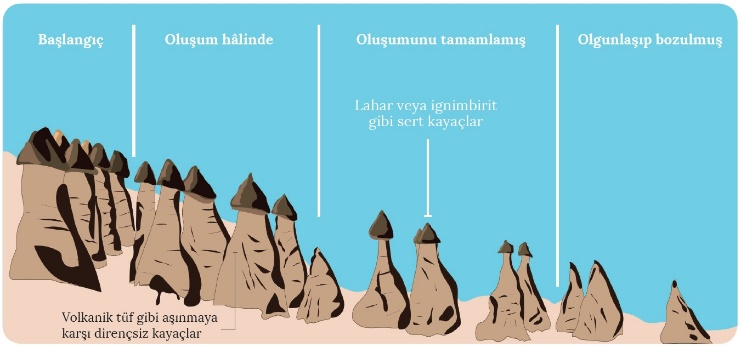 Başlangıç
Oluşum hâlinde
Oluşumunu tamamlamış
Olgunlaşıp bozulmuş
Lahar veya ignimbirit
gibi sert kayaçlar
Volkanik tüf gibi aşınmaya
karşı dirençsiz kayaçlar